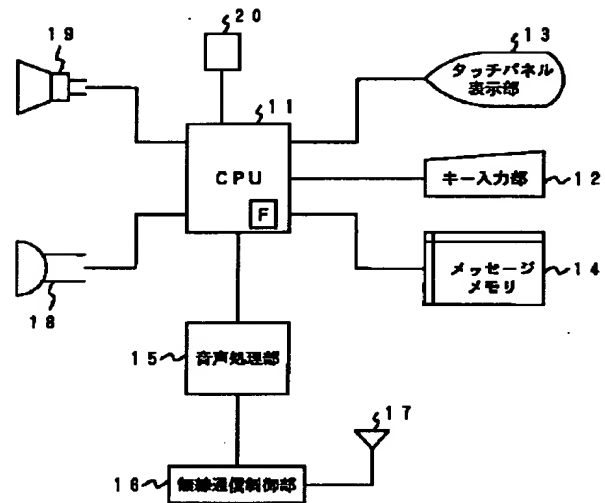 20
19
13
タッチパネル
表示部
11
CPU
F
キー入力部
12
メッセージ
メモリ
14
18
15
音声処理部
17
16
無線通信制御部